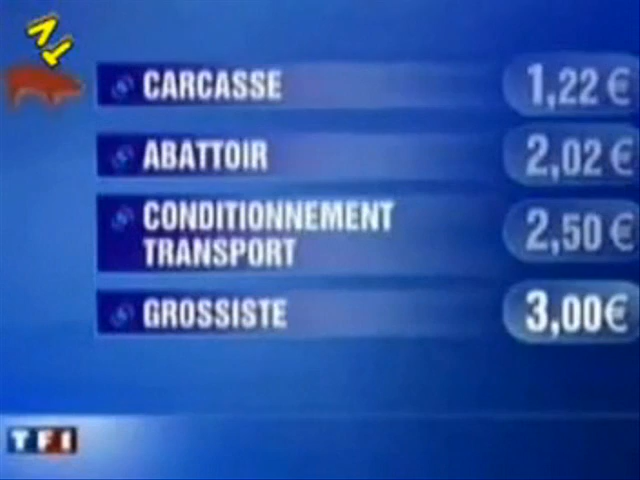 CARCASSE 1,22 €
ABATTOIR 2,02 €
CONDITIONNEMENT
TRANSPORT 2,50 €
GROSSISTE 3,00€
TF1